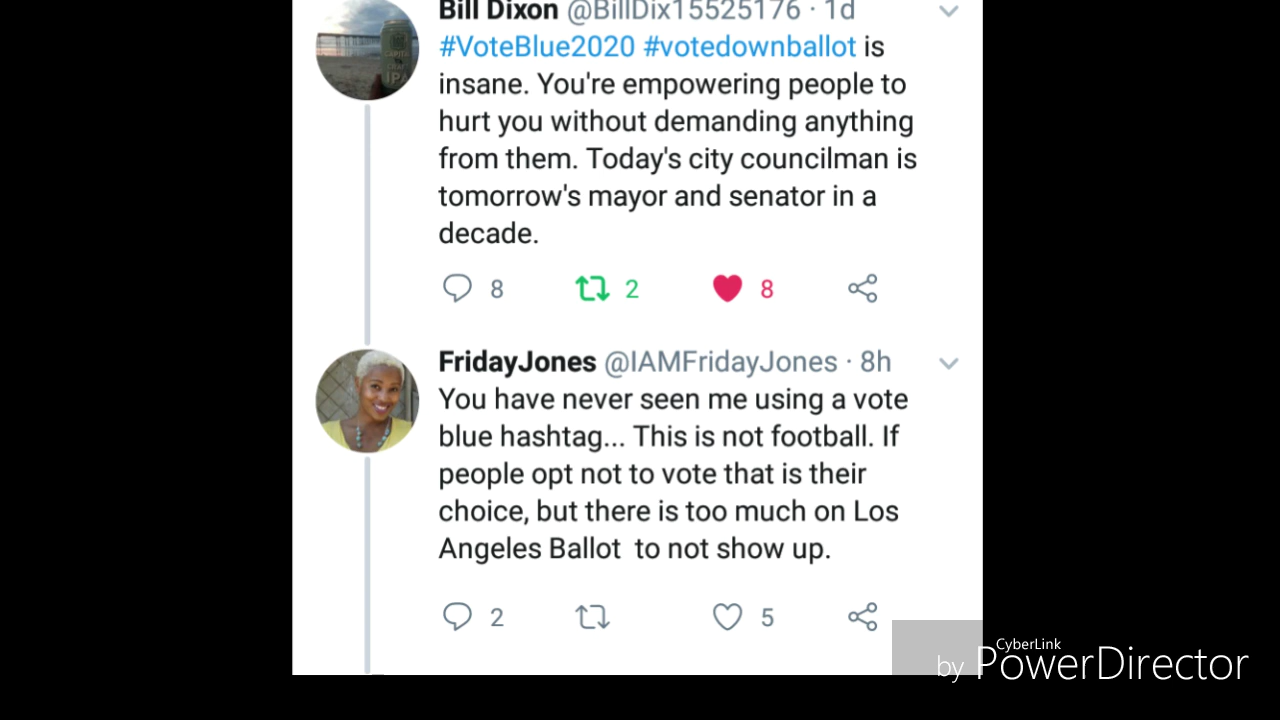 Bill Dixon @BillDix15525176 · 1d
#VoteBlue2020 #votedownballot is
insane. You're empowering people to
hurt you without demanding anything
from them. Today's city councilman is
tomorrow's mayor and senator in a
decade.
8 2 8
FridayJones @IAMFridayJones · 8h
You have never seen me using a vote
blue hashtag... This is not football. If
people opt not to vote that is their
choice, but there is too much on Los
Angeles Ballot  to not show up.
2 5
CyberLink
by PowerDirector